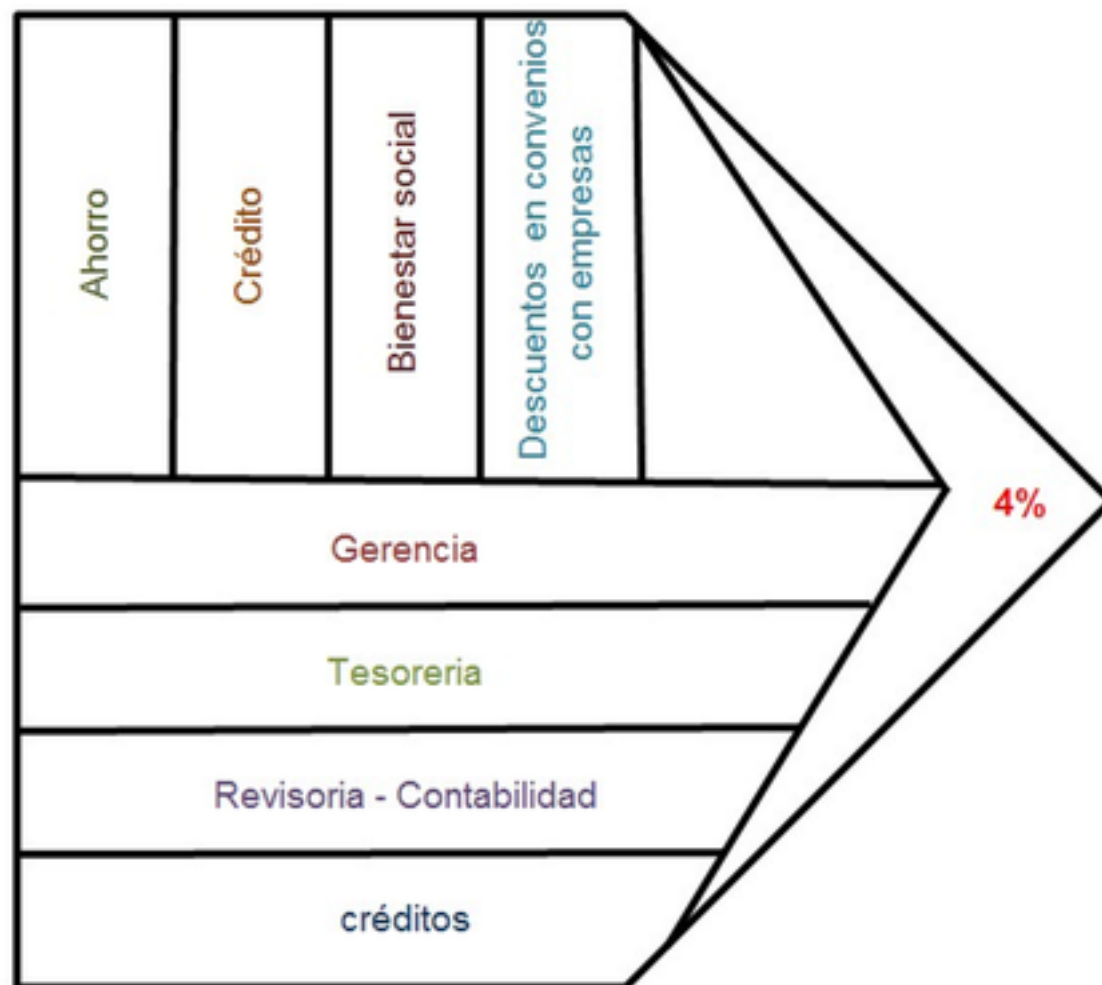 Ahorro
Crédito
Bienestar social
Descuentos en convenios
con empresas
4%
Gerencia
Tesoreria
Revisoria - Contabilidad
créditos